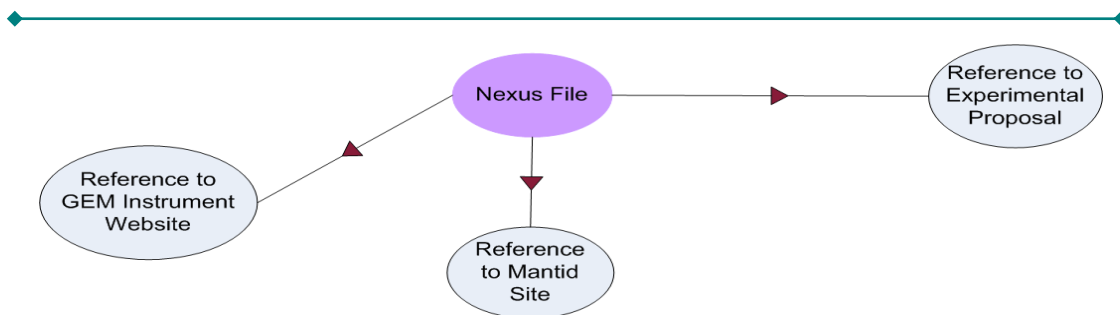 Nexus File
Reference to
Experimental
Proposal
Reference to
GEM Instrument
Website
Reference
to Mantid
Site